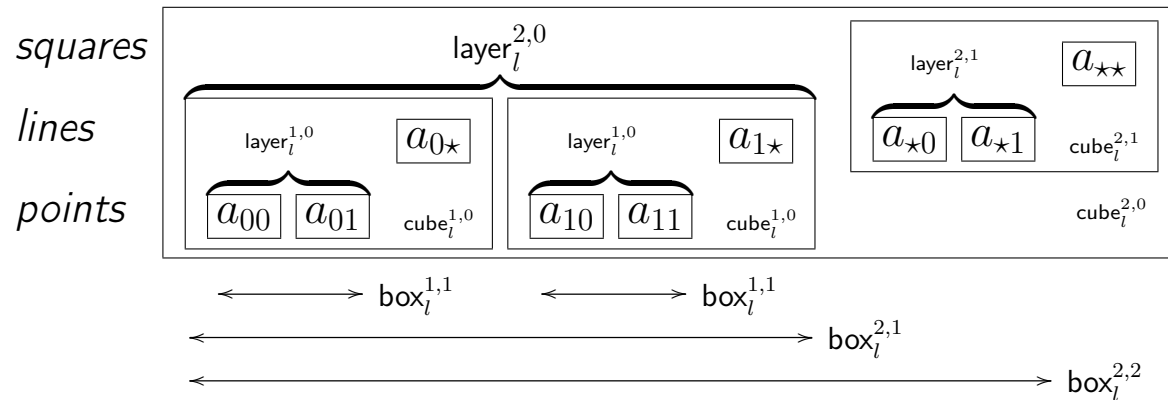 squares layer_l^{2,0} layer_l^{2,1} a_{⋆⋆}
lines layer_l^{1,0} a_{0⋆} layer_l^{1,0} a_{1⋆} a_{⋆0} a_{⋆1} cube_l^{2,1}
points a_{00} a_{01} cube_l^{1,0} a_{10} a_{11} cube_l^{1,0} cube_l^{2,0}
box_l^{1,1} box_l^{1,1}
box_l^{2,1}
box_l^{2,2}